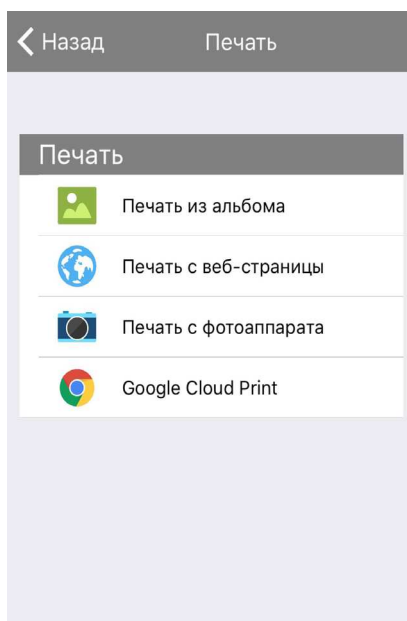 Назад
Печать
Печать
Печать из альбома
Печать с веб-страницы
Печать с фотоаппарата
Google Cloud Print